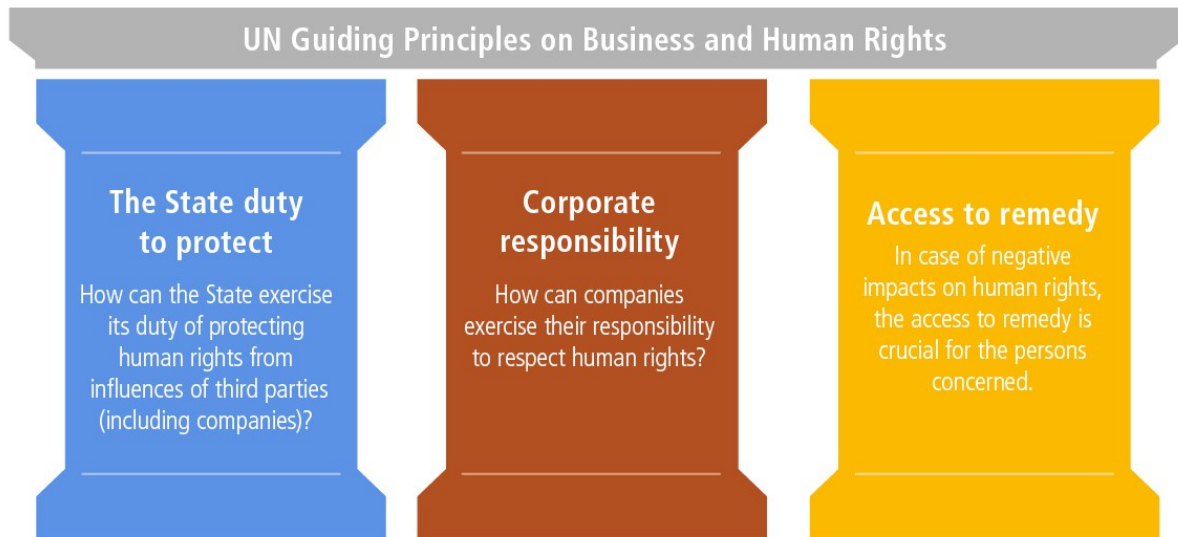 UN Guiding Principles on Business and Human Rights
The State duty
to protect
How can the State exercise
its duty of protecting
human rights from
influences of third parties
(including companies)?
Corporate
responsibility
How can companies
exercise their responsibility
to respect human rights?
Access to remedy
In case of negative
impacts on human rights,
the access to remedy is
crucial for the persons
concerned.